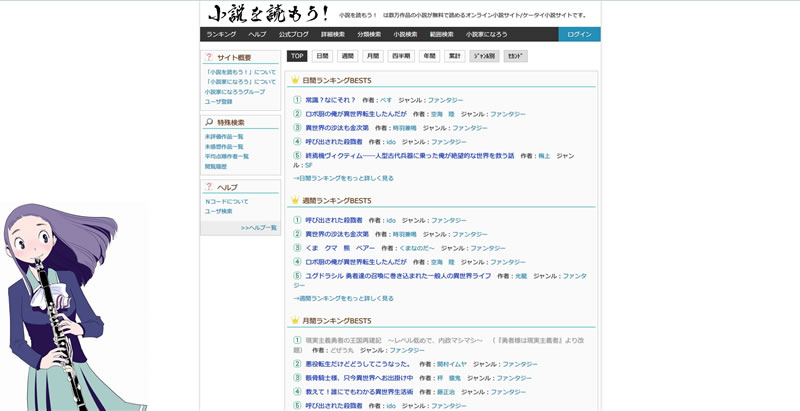 小説を読もう！
小説を読もう！ は数万作品の小説が無料で読めるオンライン小説サイト/ケータイ小説サイトです。
ランキング ヘルプ 公式ブログ 詳細検索 分類検索 小説検索 範囲検索 小説家になろう ログイン
サイト概要
「小説を読もう！」について
「小説家になろう」について
小説家になろうグループ
ユーザ登録
特殊検索
未評価作品一覧
未感想作品一覧
平均点順作者一覧
閲覧履歴
ヘルプ
Nコードについて
ユーザ検索
>>ヘルプ一覧
TOP 日間 週間 月間 四半期 年間 累計 ｼﾞｬﾝﾙ別 ｾｶﾝﾄﾞ
日間ランキングBEST5
1 常識？なにそれ？ 作者：べす ジャンル：ファンタジー
2 ロボ厨の俺が異世界転生したんだが 作者：空海 陸 ジャンル：ファンタジー
3 異世界の沙汰も金次第 作者：時羽兼鳴 ジャンル：ファンタジー
4 呼び出された殺戮者 作者：ido ジャンル：ファンタジー
5 終焉機ヴィクティム――人型古代兵器に乗った俺が絶望的な世界を救う話 作者：梅上 ジャン
ル：SF
→日間ランキングをもっと詳しく見る
週間ランキングBEST5
1 呼び出された殺戮者 作者：ido ジャンル：ファンタジー
2 異世界の沙汰も金次第 作者：時羽兼鳴 ジャンル：ファンタジー
3 くま クマ 熊 ベアー 作者：くまなのだ～ ジャンル：ファンタジー
4 ロボ厨の俺が異世界転生したんだが 作者：空海 陸 ジャンル：ファンタジー
5 ユグドラシル 勇者達の召喚に巻き込まれた一般人の異世界ライフ 作者：光龍 ジャンル：ファンタ
ジー
→週間ランキングをもっと詳しく見る
月間ランキングBEST5
1 現実主義勇者の王国再建記 ～レベル低めで、内政マシマシ～ （『勇者様は現実主義者』より改
題） 作者：どぜう丸 ジャンル：ファンタジー
2 悪役転生だけどどうしてこうなった。 作者：関村イムヤ ジャンル：ファンタジー
3 骸骨騎士様、只今異世界へお出掛け中 作者：秤 猿鬼 ジャンル：ファンタジー
4 教えて！誰にでもわかる異世界生活術 作者：藤正治 ジャンル：ファンタジー
5 呼び出された殺戮者 作者：ido ジャンル：ファンタジー